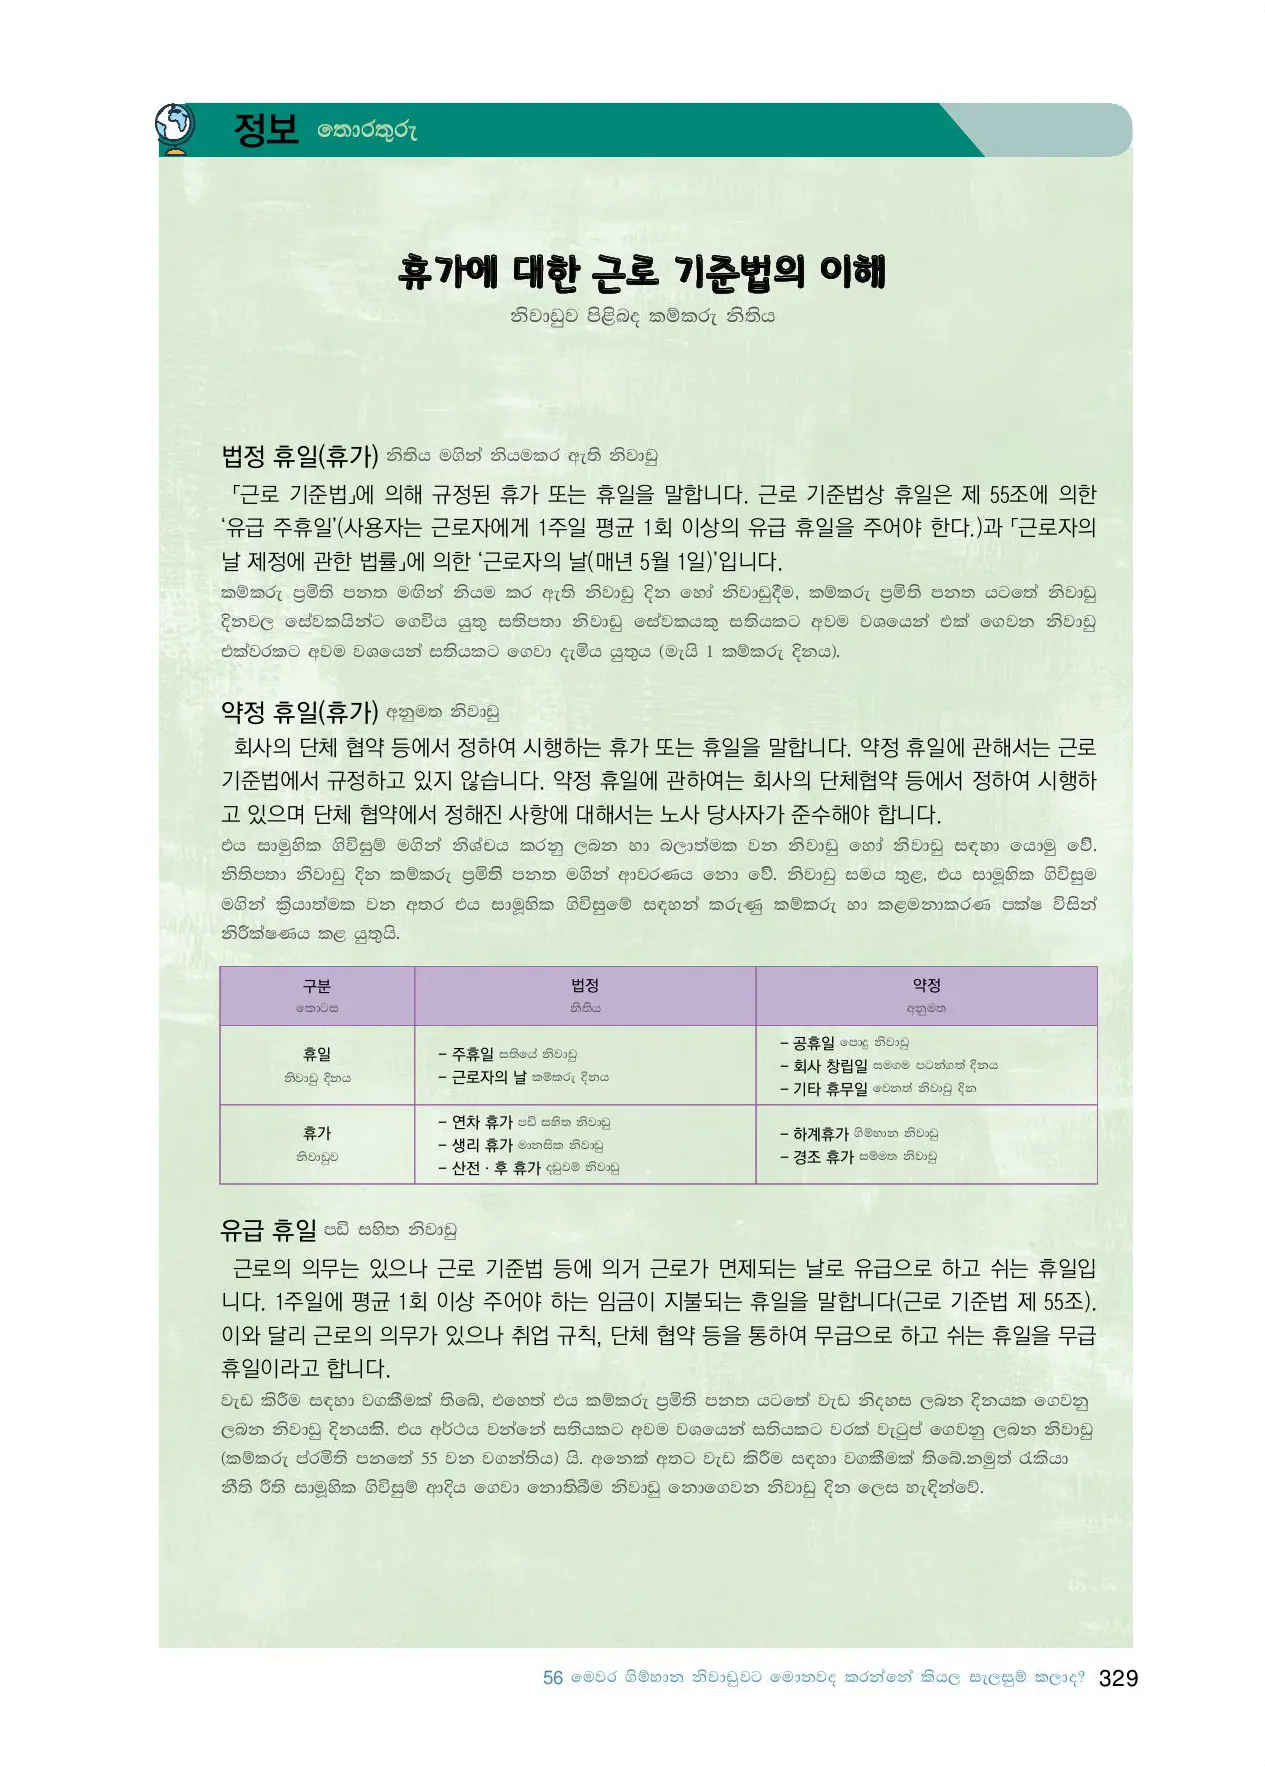 정보 තොරතුරු
휴가에 대한 근로 기준법의 이해
නිවාඩුව පිළිබද කම්කරු නිතිය
법정 휴일(휴가) නිතිය මගින් නියමකර ඇති නිවාඩු
「근로 기준법」에 의해 규정된 휴가 또는 휴일을 말합니다. 근로 기준법상 휴일은 제 55조에 의한
‘유급 주휴일’(사용자는 근로자에게 1주일 평균 1회 이상의 유급 휴일을 주어야 한다.)과 「근로자의
날 제정에 관한 법률」에 의한 ‘근로자의 날(매년 5월 1일)’입니다.
කම්කරු ප්‍රමිති පනත මඟින් නියම කර ඇති නිවාඩු දින හෝ නිවාඩුදීම, කම්කරු ප්‍රමිති පනත යටතේ නිවාඩු
දිනවල සේවකයින්ට ගෙවිය යුතු සතිපතා නිවාඩු සේවකයකු සතියකට අවම වශයෙන් එක් ගෙවන නිවාඩු
එක්වරකට අවම වශයෙන් සතියකට ගෙවා දැමිය යුතුය (මැයි 1 කම්කරු දිනය).
약정 휴일(휴가) අනුමත නිවාඩු
회사의 단체 협약 등에서 정하여 시행하는 휴가 또는 휴일을 말합니다. 약정 휴일에 관해서는 근로
기준법에서 규정하고 있지 않습니다. 약정 휴일에 관하여는 회사의 단체협약 등에서 정하여 시행하
고 있으며 단체 협약에서 정해진 사항에 대해서는 노사 당사자가 준수해야 합니다.
එය සාමුහික ගිවිසුම් මගින් නිශ්චය කරනු ලබන හා බලාත්මක වන නිවාඩු හෝ නිවාඩු සඳහා යොමු වේ.
නිතිපතා නිවාඩු දින කම්කරු ප්‍රමිති පනත මගින් ආවරණය නො වේ. නිවාඩු සමය තුළ, එය සාමූහික ගිවිසුම
මගින් ක්‍රියාත්මක වන අතර එය සාමූහික ගිවිසුමේ සඳහන් කරුණු කම්කරු හා කළමනාකරණ පක්ෂ විසින්
නිරීක්ෂණය කළ යුතුයි.
구분 법정 약정
කොටස නිතිය අනුමත
휴일
නිවාඩු දිනය
– 주휴일 සතියේ නිවාඩු
– 근로자의 날 කම්කරු දිනය
– 공휴일 පොදු නිවාඩු
– 회사 창립일 සමගම පටන්ගත් දිනය
– 기타 휴무일 වෙනත් නිවාඩු දින
휴가
නිවාඩුව
– 연차 휴가 පඩි සහිත නිවාඩු
– 생리 휴가 මානසික නිවාඩු
– 산전 · 후 휴가 දඩුවම් නිවාඩු
– 하계휴가 ගිම්හාන නිවාඩු
– 경조 휴가 සම්මත නිවාඩු
유급 휴일 පඩි සහිත නිවාඩු
근로의 의무는 있으나 근로 기준법 등에 의거 근로가 면제되는 날로 유급으로 하고 쉬는 휴일입
니다. 1주일에 평균 1회 이상 주어야 하는 임금이 지불되는 휴일을 말합니다(근로 기준법 제 55조).
이와 달리 근로의 의무가 있으나 취업 규칙, 단체 협약 등을 통하여 무급으로 하고 쉬는 휴일을 무급
휴일이라고 합니다.
වැඩ කිරීම සඳහා වගකීමක් තිබේ, එහෙත් එය කම්කරු ප්‍රමිති පනත යටතේ වැඩ නිදහස ලබන දිනයක ගෙවනු
ලබන නිවාඩු දිනයකි. එය අර්ථය වන්නේ සතියකට අවම වශයෙන් සතියකට වරක් වැටුප් ගෙවනු ලබන නිවාඩු
(කම්කරු ප්රමිති පනතේ 55 වන වගන්තිය) යි. අනෙක් අතට වැඩ කිරීම සඳහා වගකීමක් තිබේ.නමුත් රැකියා
නීති රීති සාමූහික ගිවිසුම් ආදිය ගෙවා නොතිබීම නිවාඩු නොගෙවන නිවාඩු දින ලෙස හැඳින්වේ.
56 මෙවර ගිම්හාන නිවාඩුවට මොනවද කරන්නේ කියල සැලසුම් කලාද? 329